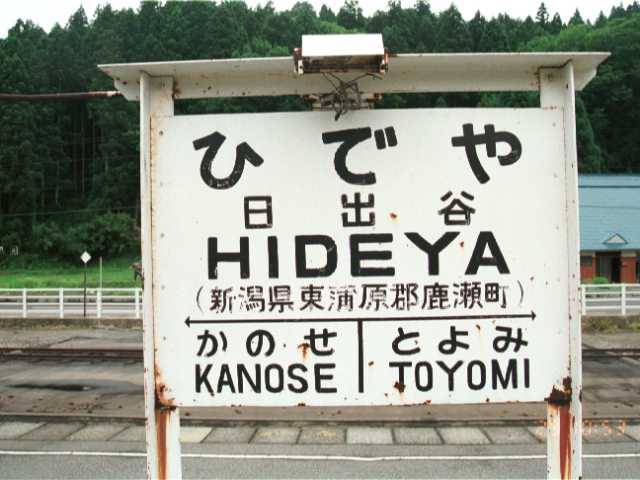 ひでや
日出谷
HIDEYA
（新潟県東蒲原郡鹿瀬町）
かのせ とよみ
KANOSE TOYOMI